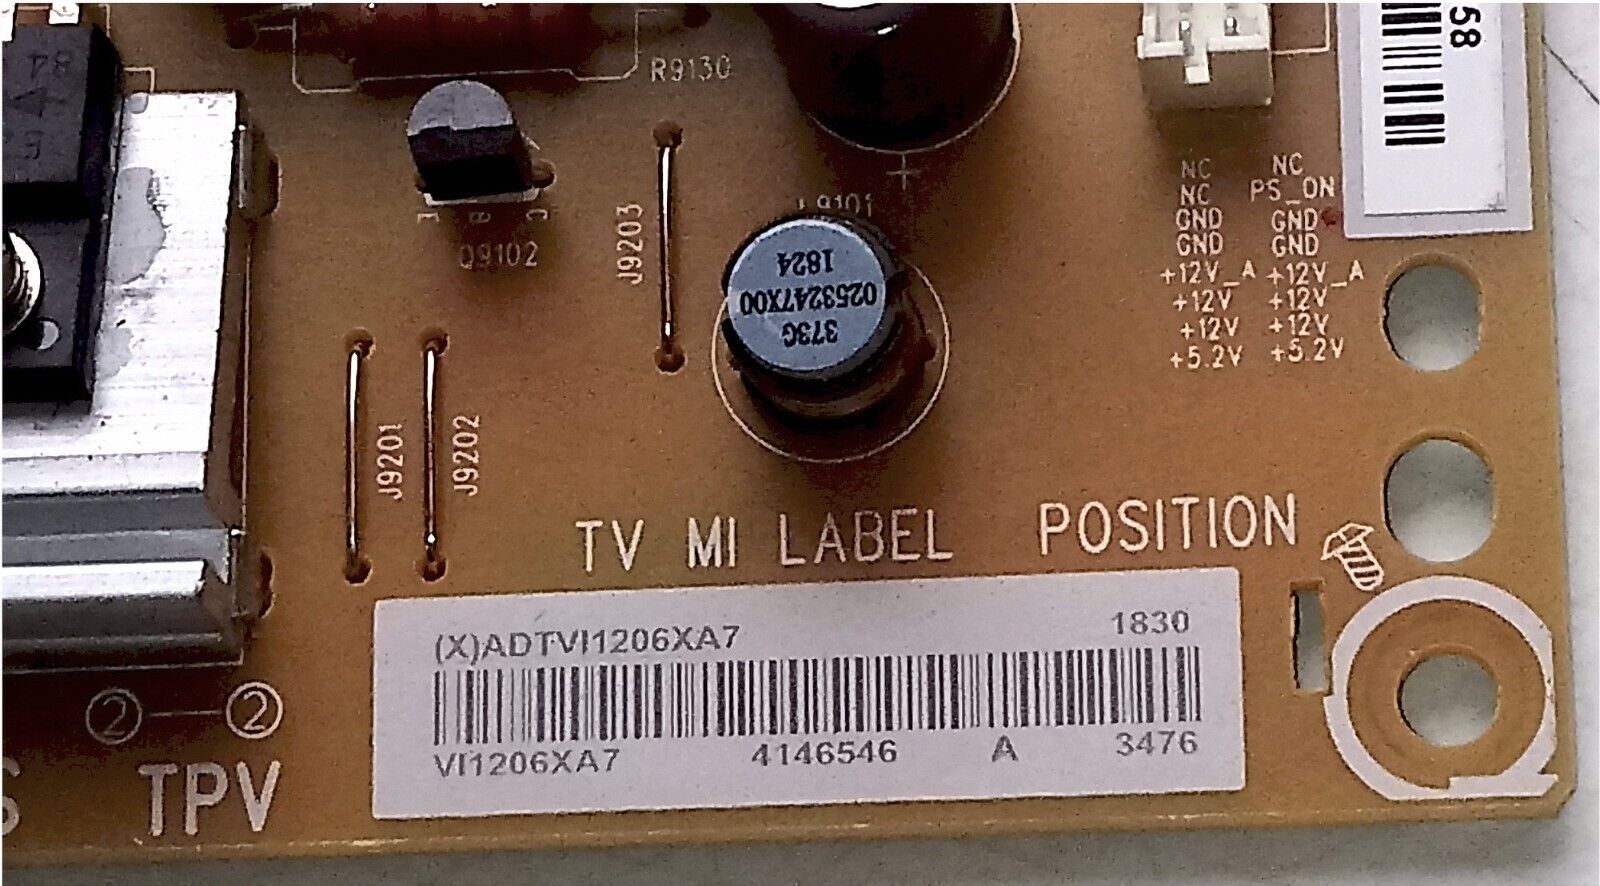 58
R9130
NC NC
NC PS_ON
GND GND
GND GND
+12V_A +12V_A
+12V +12V
+12V +12V
+5.2V +5.2V
E B C
Q9102
J9203
L9101
373G
0253247X00
1824
J9201
J9202
TV MI LABEL POSITION
(X)ADTVI1206XA7 1830
VI1206XA7 4146546 A 3476
2 2
S TPV